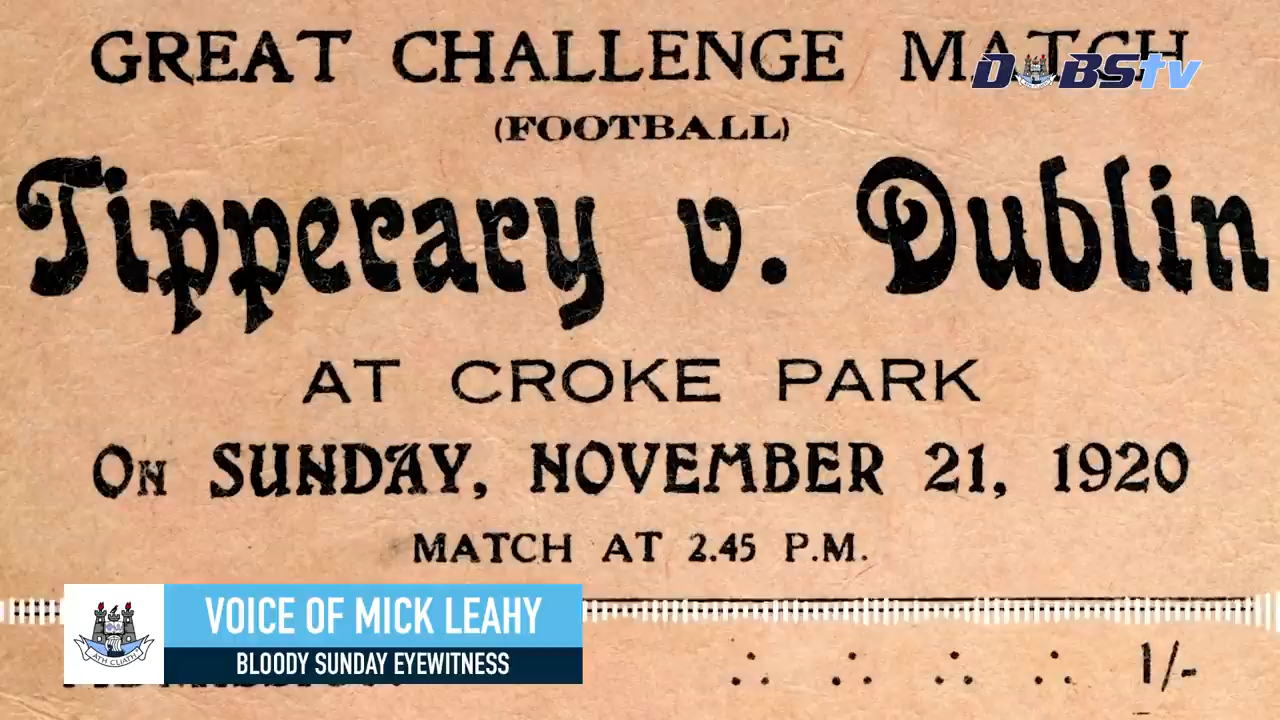 GREAT CHALLENGE MATCH
DUBStv
(FOOTBALL)
Tipperary v. Dublin
AT CROKE PARK
ON SUNDAY, NOVEMBER 21, 1920
MATCH AT 2.45 P.M.
VOICE OF MICK LEAHY
ÁTH CLIATH
BLOODY SUNDAY EYEWITNESS
1/-